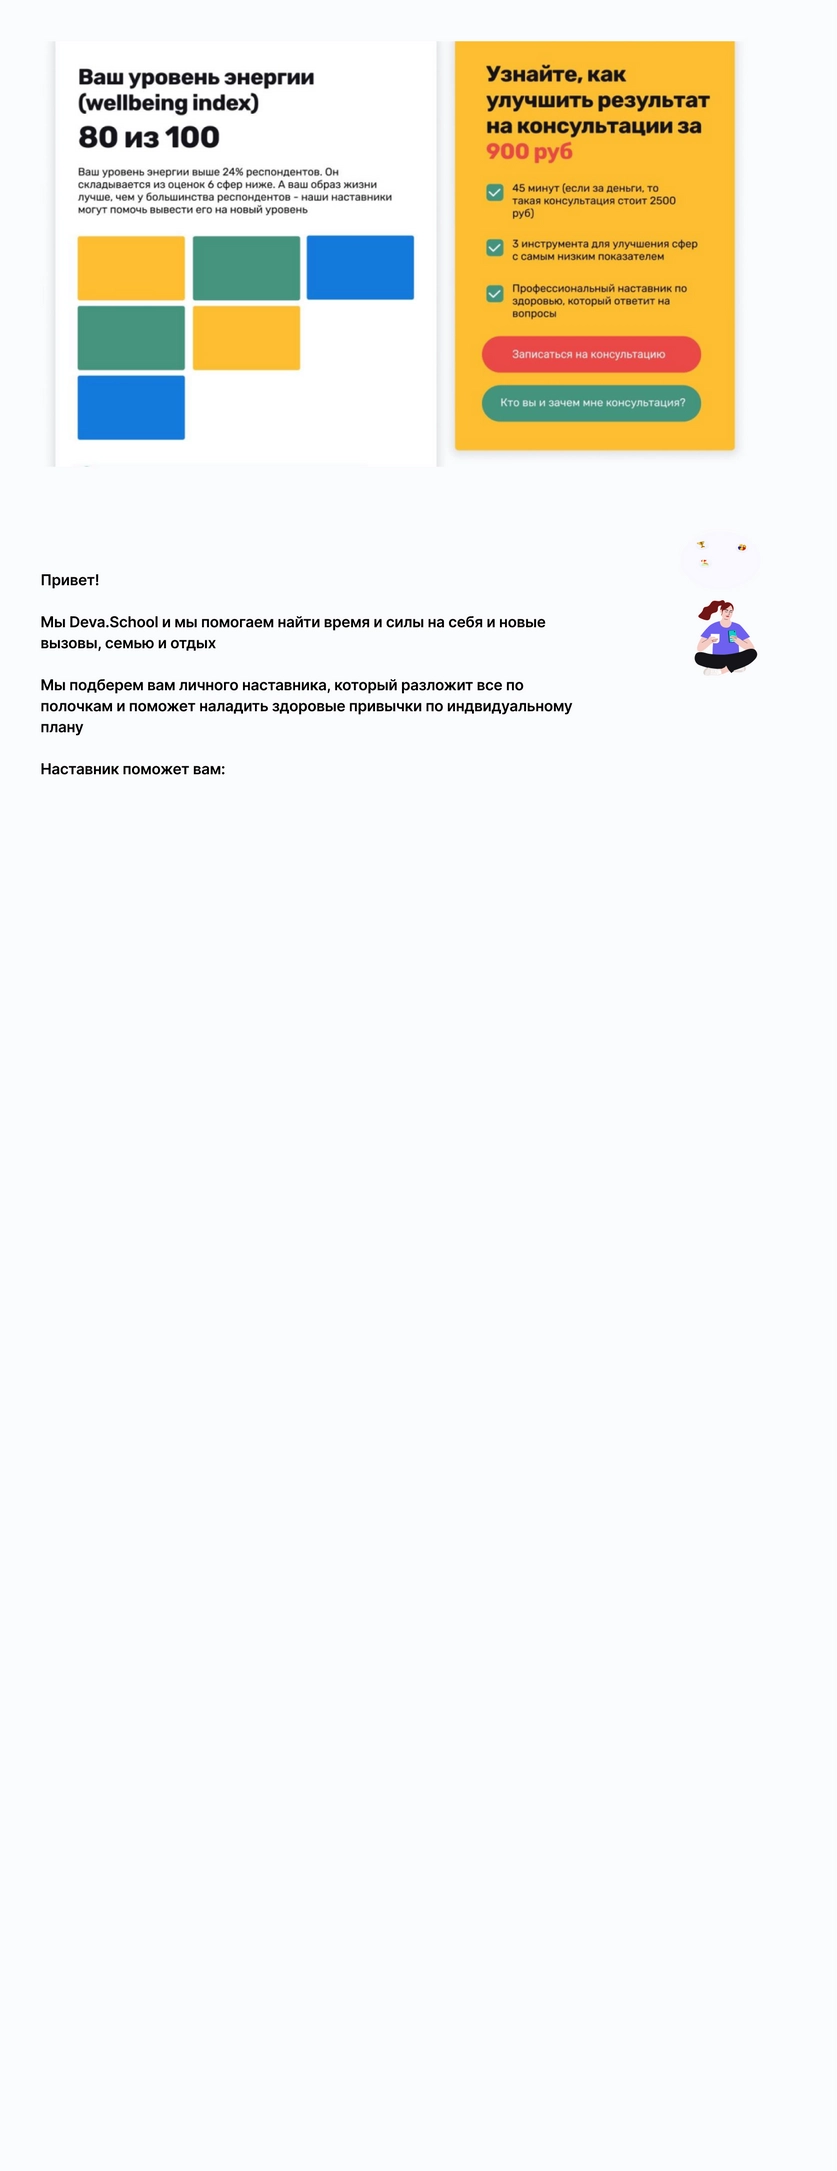 Ваш уровень энергии
(wellbeing index)
80 из 100
Ваш уровень энергии выше 24% респондентов. Он
складывается из оценок 6 сфер ниже. А ваш образ жизни
лучше, чем у большинства респондентов - наши наставники
могут помочь вывести его на новый уровень
Узнайте, как
улучшить результат
на консультации за
900 руб
45 минут (если за деньги, то
такая консультация стоит 2500
руб)
3 инструмента для улучшения сфер
с самым низким показателем
Профессиональный наставник по
здоровью, который ответит на
вопросы
Записаться на консультацию
Кто вы и зачем мне консультация?
Привет!
Мы Deva.School и мы помогаем найти время и силы на себя и новые
вызовы, семью и отдых
Мы подберем вам личного наставника, который разложит все по
полочкам и поможет наладить здоровые привычки по индвидуальному
плану
Наставник поможет вам: